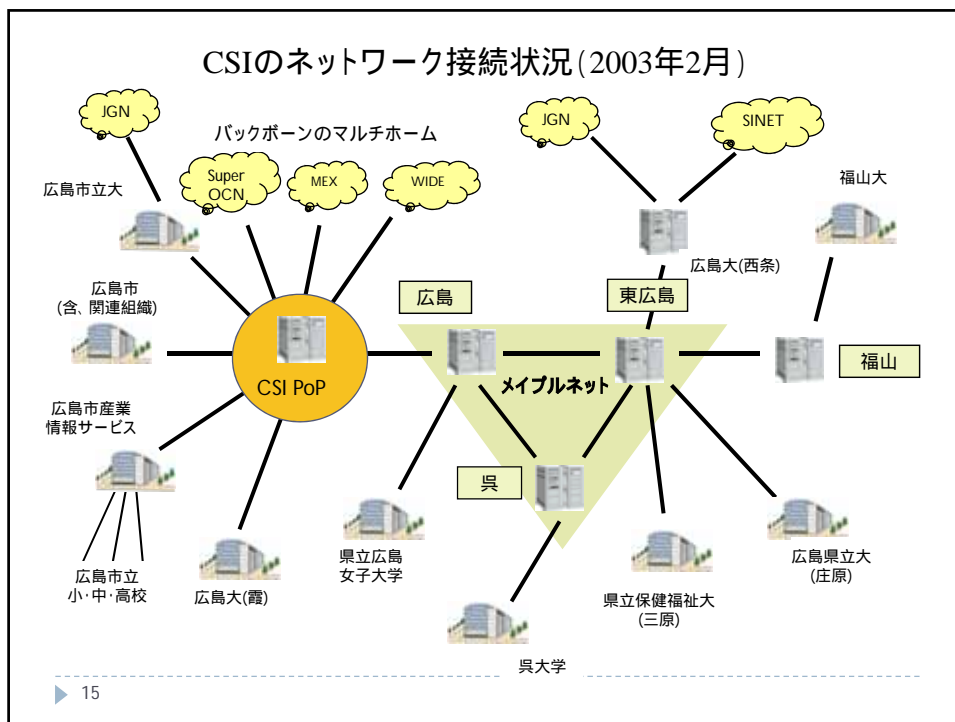 CSIのネットワーク接続状況(2003年2月)
JGN
バックボーンのマルチホーム
Super
OCN
MEX
WIDE
JGN
SINET
広島市立大
福山大
広島大(西条)
広島市
(含、関連組織)
広島
東広島
福山
CSI PoP
メイプルネット
広島市産業
情報サービス
呉
広島市立
小・中・高校
広島大(霞)
県立広島
女子大学
呉大学
県立保健福祉大
(三原)
広島県立大
(庄原)
15